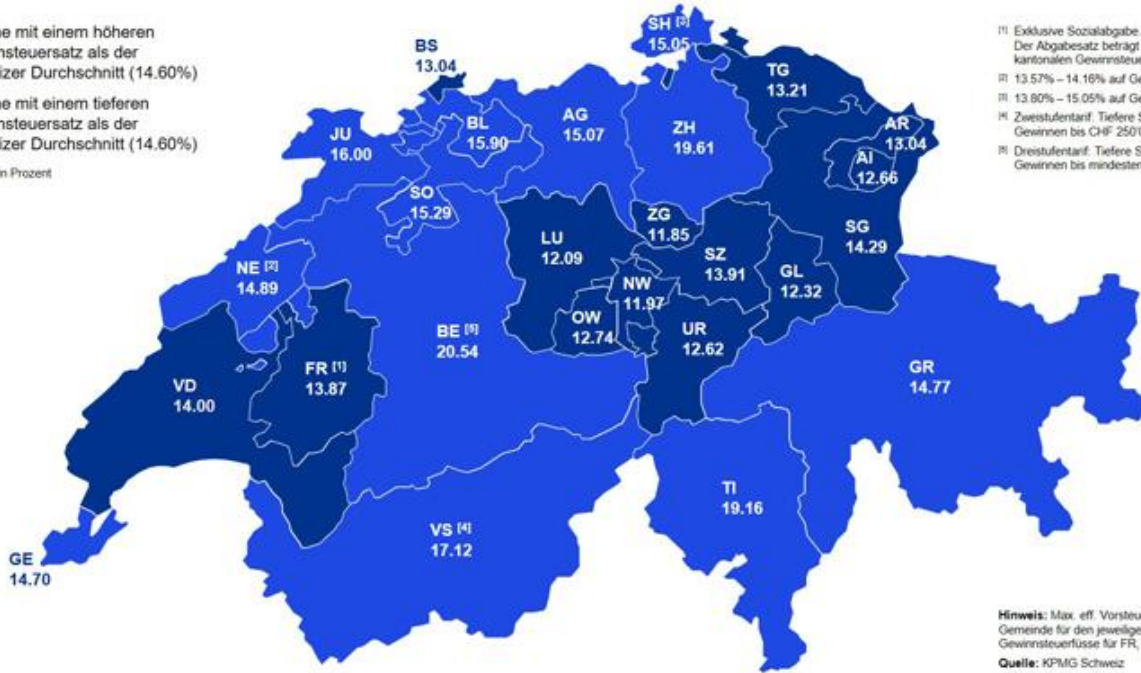 ne mit einem höheren
nsteuersatz als der
izer Durchschnitt (14.60%)
ne mit einem tieferen
nsteuersatz als der
izer Durchschnitt (14.60%)
n Prozent
[1] Exklusive Sozialabgabe.
Der Abgabesatz beträgt
kantonalen Gewinnsteue
[2] 13.57% – 14.16% auf Ge
[3] 13.80% – 15.05% auf Ge
[4] Zweistufentarif: Tiefere S
Gewinnen bis CHF 250'0
[5] Dreistufentarif: Tiefere S
Gewinnen bis mindesten
SH [3]
15.05
BS
13.04
TG
13.21
JU
16.00
BL
15.90
AG
15.07
ZH
19.61
AR
13.04
AI
12.66
SO
15.29
ZG
11.85
LU
12.09
SZ
13.91
SG
14.29
NE [2]
14.89
NW
11.97
GL
12.32
OW
12.74
BE [5]
20.54
UR
12.62
FR [1]
13.87
VD
14.00
GR
14.77
TI
19.16
VS [4]
17.12
GE
14.70
Hinweis: Max. eff. Vorsteu
Gemeinde für den jeweilige
Gewinnsteuerfüsse für FR,
Quelle: KPMG Schweiz